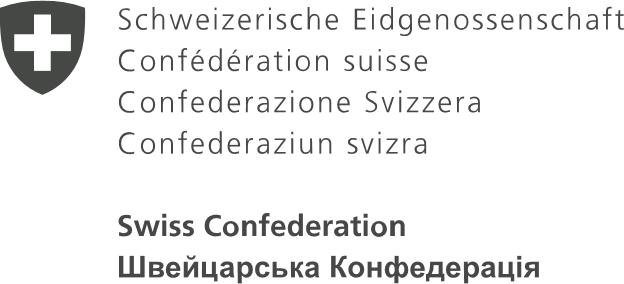 Schweizerische Eidgenossenschaft
Confédération suisse
Confederazione Svizzera
Confederaziun svizra
Swiss Confederation
Швейцарська Конфедерація